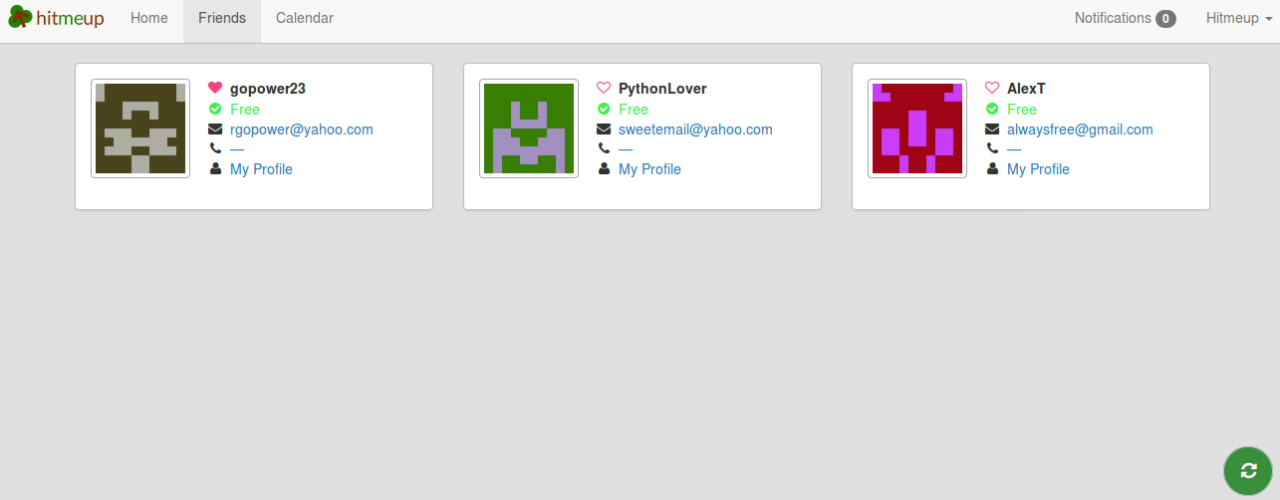 hitmeup Home Friends Calendar Notifications 0 Hitmeup
gopower23
Free
rgopower@yahoo.com
—
My Profile
PythonLover
Free
sweetemail@yahoo.com
—
My Profile
AlexT
Free
alwaysfree@gmail.com
—
My Profile